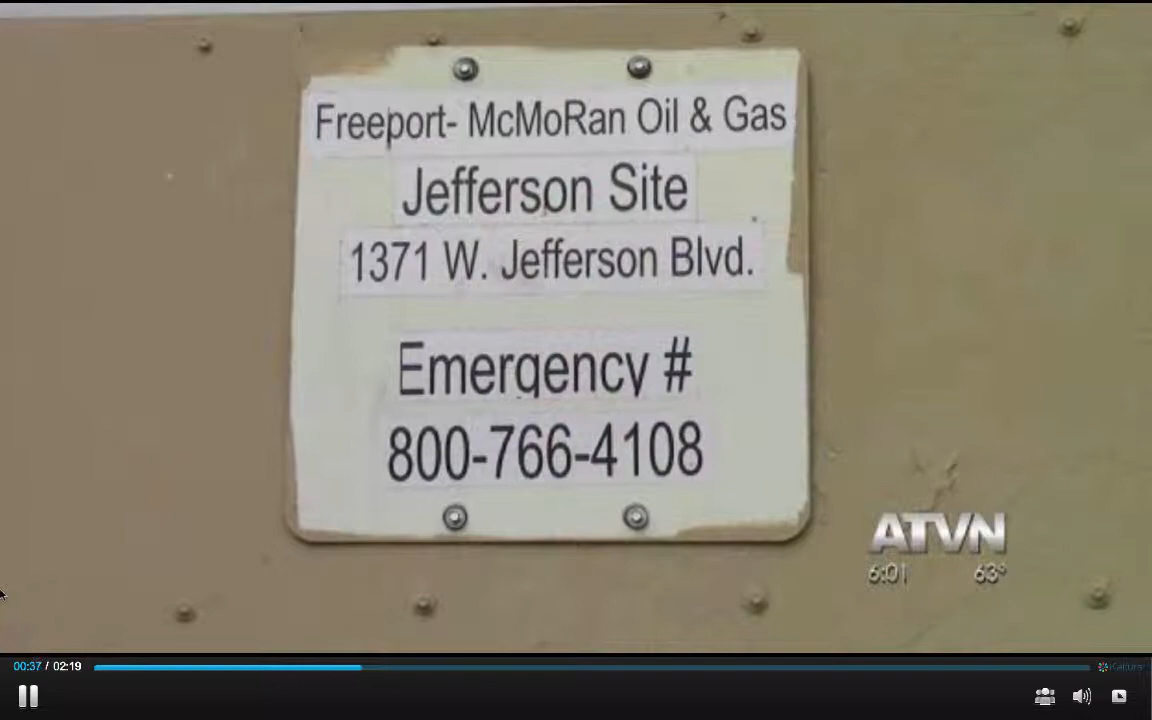 Freeport- McMoRan Oil & Gas
Jefferson Site
1371 W. Jefferson Blvd.
Emergency #
800-766-4108
ATVN
6:01 63°
00:37 / 02:19